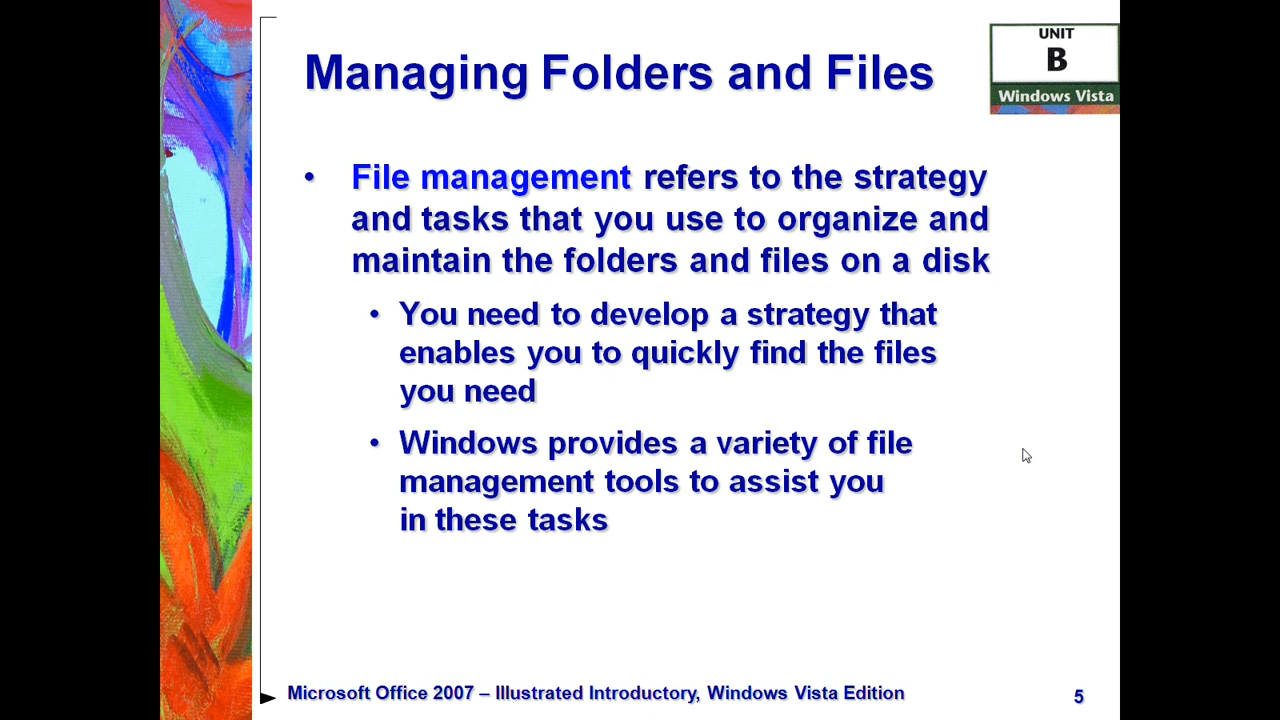 Managing Folders and Files
UNIT
B
Windows Vista
• File management refers to the strategy
and tasks that you use to organize and
maintain the folders and files on a disk
• You need to develop a strategy that
enables you to quickly find the files
you need
• Windows provides a variety of file
management tools to assist you
in these tasks
Microsoft Office 2007 – Illustrated Introductory, Windows Vista Edition
5